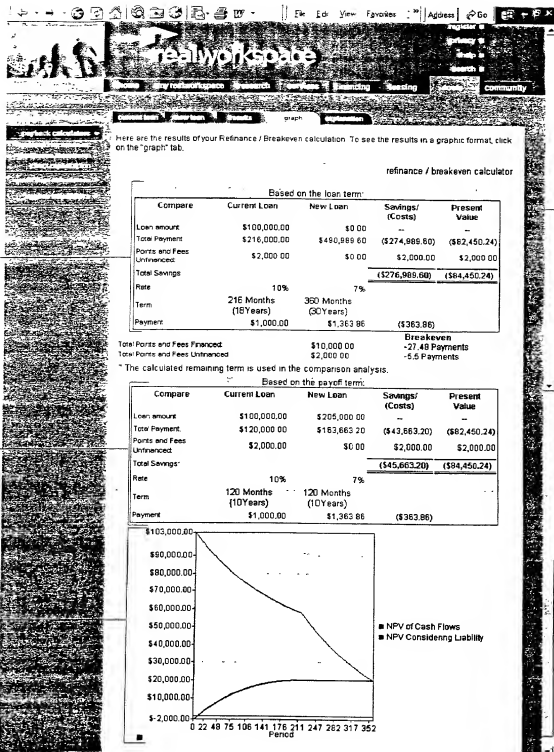 File Edit View Favorites Address Go
register
privacy
help
search
realworkspace
home my realworkspace research services financing leasing community
results graph explanation
payback calculators
Here are the results of your Refinance / Breakeven calculation. To see the results in a graphic format, click
on the "graph" tab.
refinance / breakeven calculator
Based on the loan term:
Compare Current Loan New Loan Savings/ (Costs) Present Value
Loan amount $100,000.00 $0.00 -- --
Total Payment $216,000.00 $490,989.60 ($274,989.60) ($82,450.24)
Points and Fees Unfinanced: $2,000.00 $0.00 $2,000.00 $2,000.00
Total Savings ($276,989.60) ($84,450.24)
Rate 10% 7%
Term 216 Months (18Years) 360 Months (30Years)
Payment $1,000.00 $1,363.86 ($363.86)
Breakeven
Total Points and Fees Financed: $10,000.00 -27.48 Payments
Total Points and Fees Unfinanced $2,000.00 -5.5 Payments
* The calculated remaining term is used in the comparison analysis.
Based on the payoff term:
Compare Current Loan New Loan Savings/ (Costs) Present Value
Loan amount $100,000.00 $205,000.00 -- --
Total Payment $120,000.00 $163,663.20 ($43,663.20) ($82,450.24)
Points and Fees Unfinanced: $2,000.00 $0.00 $2,000.00 $2,000.00
Total Savings ($45,663.20) ($84,450.24)
Rate 10% 7%
Term 120 Months (10Years) 120 Months (10Years)
Payment $1,000.00 $1,363.86 ($363.86)
$103,000.00
$90,000.00
$80,000.00
$70,000.00
$60,000.00
$50,000.00
$40,000.00
$30,000.00
$20,000.00
$10,000.00
$-2,000.00
NPV of Cash Flows
NPV Considering Liability
0 22 48 75 106 141 176 211 247 282 317 352
Period